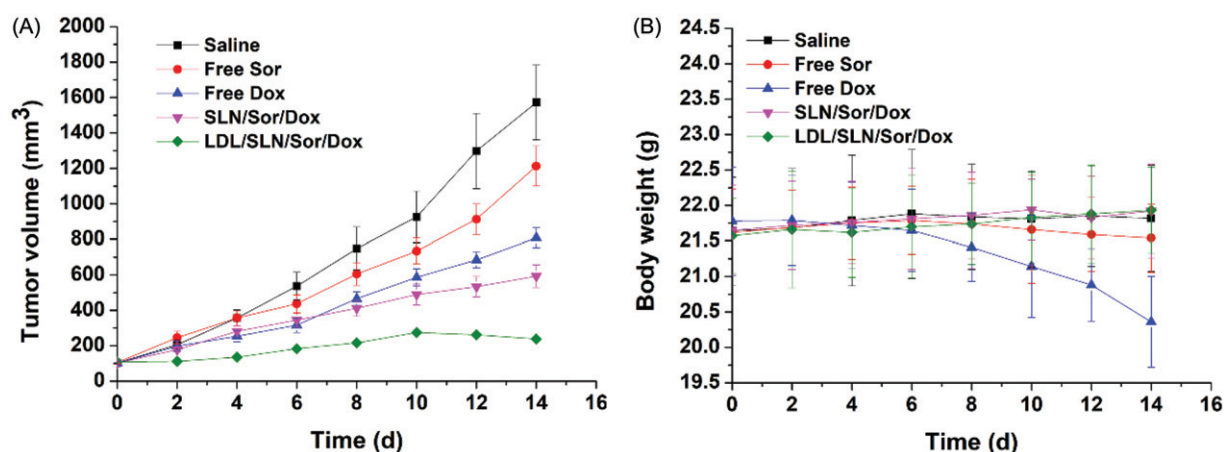 (A)
Tumor volume (mm³)
2000
1800
1600
1400
1200
1000
800
600
400
200
0
Saline
Free Sor
Free Dox
SLN/Sor/Dox
LDL/SLN/Sor/Dox
0 2 4 6 8 10 12 14 16
Time (d)
(B)
Body weight (g)
24.5
24.0
23.5
23.0
22.5
22.0
21.5
21.0
20.5
20.0
19.5
Saline
Free Sor
Free Dox
SLN/Sor/Dox
LDL/SLN/Sor/Dox
0 2 4 6 8 10 12 14 16
Time (d)